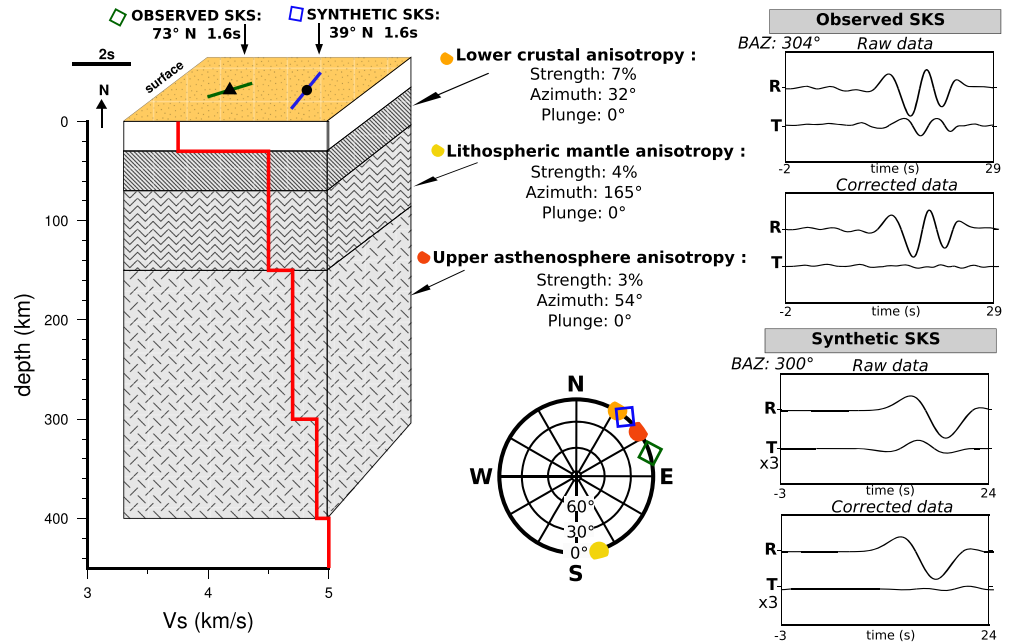 OBSERVED SKS:
73° N 1.6s
SYNTHETIC SKS:
39° N 1.6s
2s
surface
N
0
100
200
300
400
depth (km)
3
4
5
Vs (km/s)
Lower crustal anisotropy :
Strength: 7%
Azimuth: 32°
Plunge: 0°
Lithospheric mantle anisotropy :
Strength: 4%
Azimuth: 165°
Plunge: 0°
Upper asthenosphere anisotropy :
Strength: 3%
Azimuth: 54°
Plunge: 0°
N
W
E
S
60°
30°
0°
Observed SKS
BAZ: 304°
Raw data
R
T
-2
time (s)
29
Corrected data
R
T
-2
time (s)
29
Synthetic SKS
BAZ: 300°
Raw data
R
T
x3
-3
time (s)
24
Corrected data
R
T
x3
-3
time (s)
24